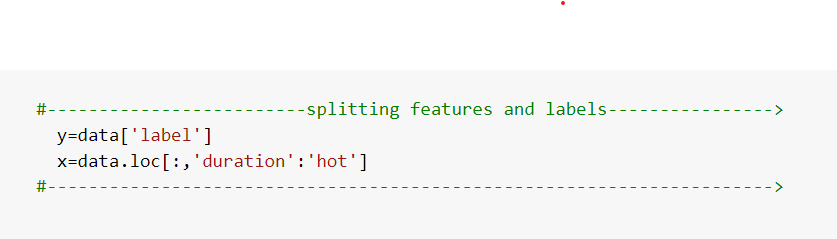 #-------------------------splitting features and labels---------------->
  y=data['label']
  x=data.loc[:,'duration':'hot']
#---------------------------------------------------------------------->